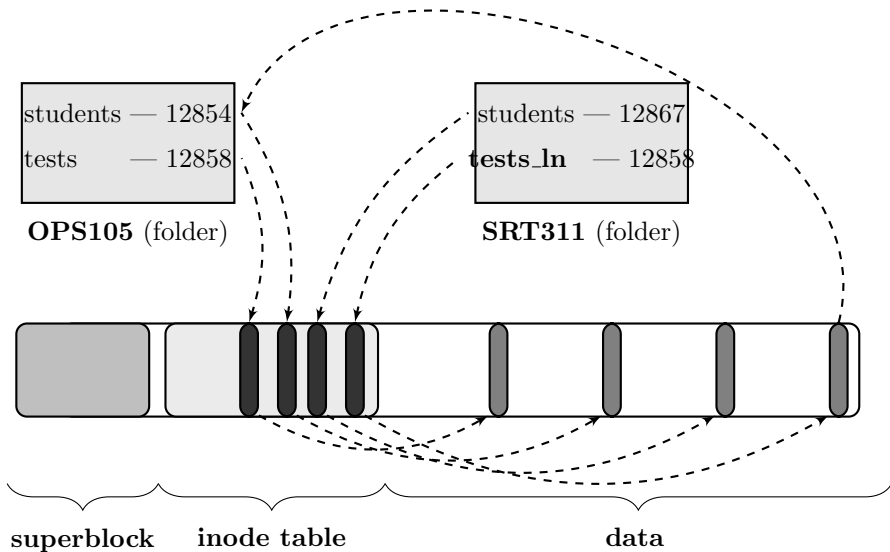 students — 12854
tests — 12858
OPS105 (folder)
students — 12867
tests_ln — 12858
SRT311 (folder)
superblock
inode table
data